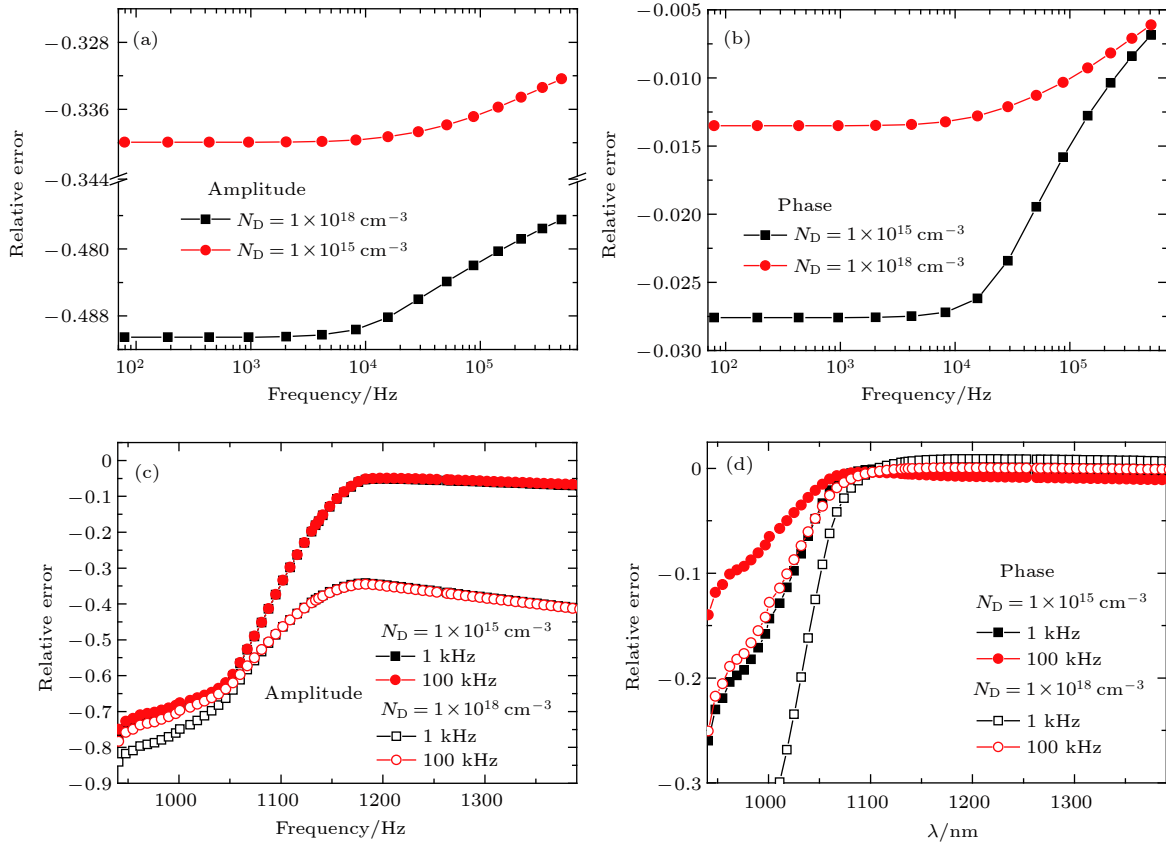 (a)
Relative error
−0.328
−0.336
−0.344
−0.480
−0.488
Amplitude
N_D = 1×10^18 cm^−3
N_D = 1×10^15 cm^−3
10^2 10^3 10^4 10^5
Frequency/Hz
(b)
Relative error
−0.005
−0.010
−0.015
−0.020
−0.025
−0.030
Phase
N_D = 1×10^15 cm^−3
N_D = 1×10^18 cm^−3
10^2 10^3 10^4 10^5
Frequency/Hz
(c)
Relative error
0
−0.1
−0.2
−0.3
−0.4
−0.5
−0.6
−0.7
−0.8
−0.9
Amplitude
N_D = 1×10^15 cm^−3
1 kHz
100 kHz
N_D = 1×10^18 cm^−3
1 kHz
100 kHz
1000 1100 1200 1300
Frequency/Hz
(d)
Relative error
0
−0.1
−0.2
−0.3
Phase
N_D = 1×10^15 cm^−3
1 kHz
100 kHz
N_D = 1×10^18 cm^−3
1 kHz
100 kHz
1000 1100 1200 1300
λ/nm